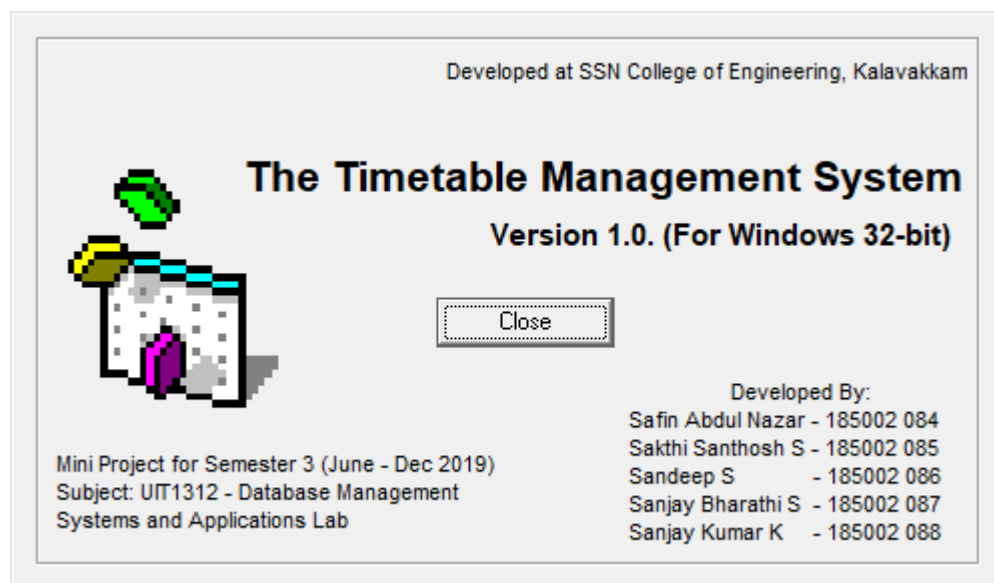 Developed at SSN College of Engineering, Kalavakkam
The Timetable Management System
Version 1.0. (For Windows 32-bit)
Close
Developed By:
Safin Abdul Nazar - 185002 084
Sakthi Santhosh S - 185002 085
Sandeep S - 185002 086
Sanjay Bharathi S - 185002 087
Sanjay Kumar K - 185002 088
Mini Project for Semester 3 (June - Dec 2019)
Subject: UIT1312 - Database Management
Systems and Applications Lab